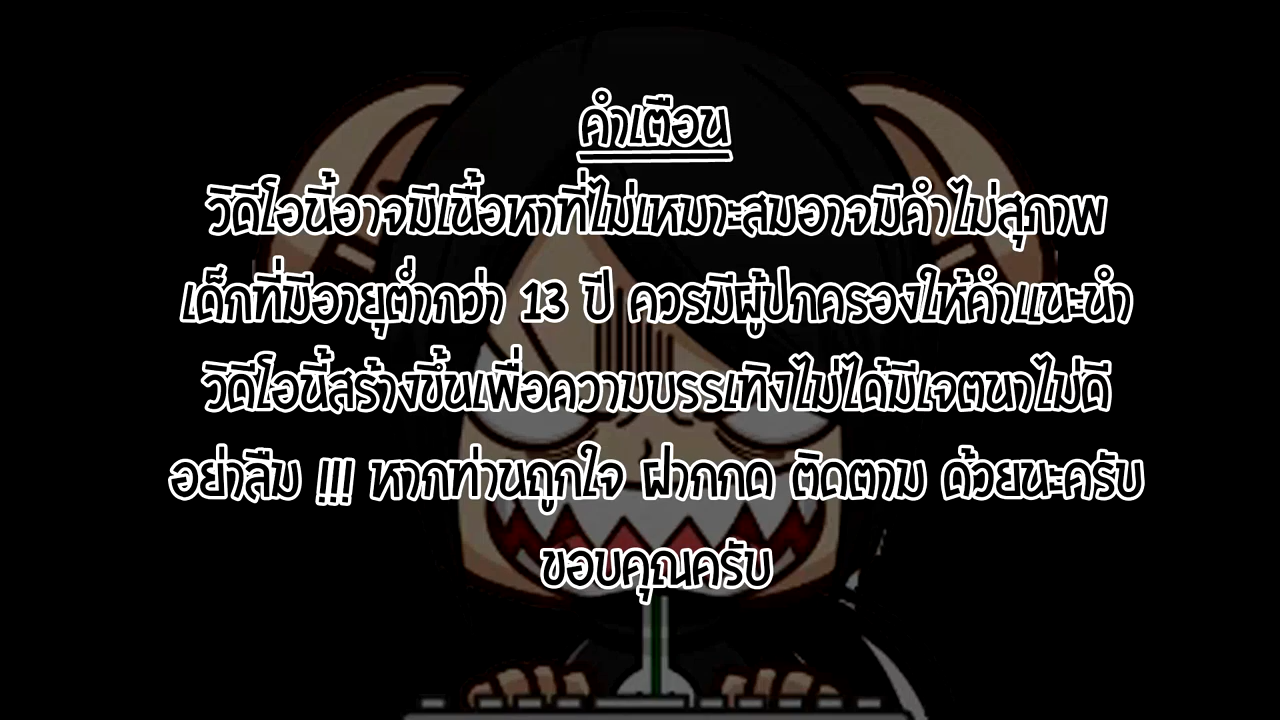 คำเตือน
วิดีโอนี้อาจมีเนื้อหาที่ไม่เหมาะสมอาจมีคำไม่สุภาพ
เด็กที่มีอายุต่ำกว่า 13 ปี ควรมีผู้ปกครองให้คำแนะนำ
วิดีโอนี้สร้างขึ้นเพื่อความบรรเทิงไม่ได้มีเจตนาไม่ดี
อย่าลืม !!! หากท่านถูกใจ ฝากกด ติดตาม ด้วยนะครับ
ขอบคุณครับ